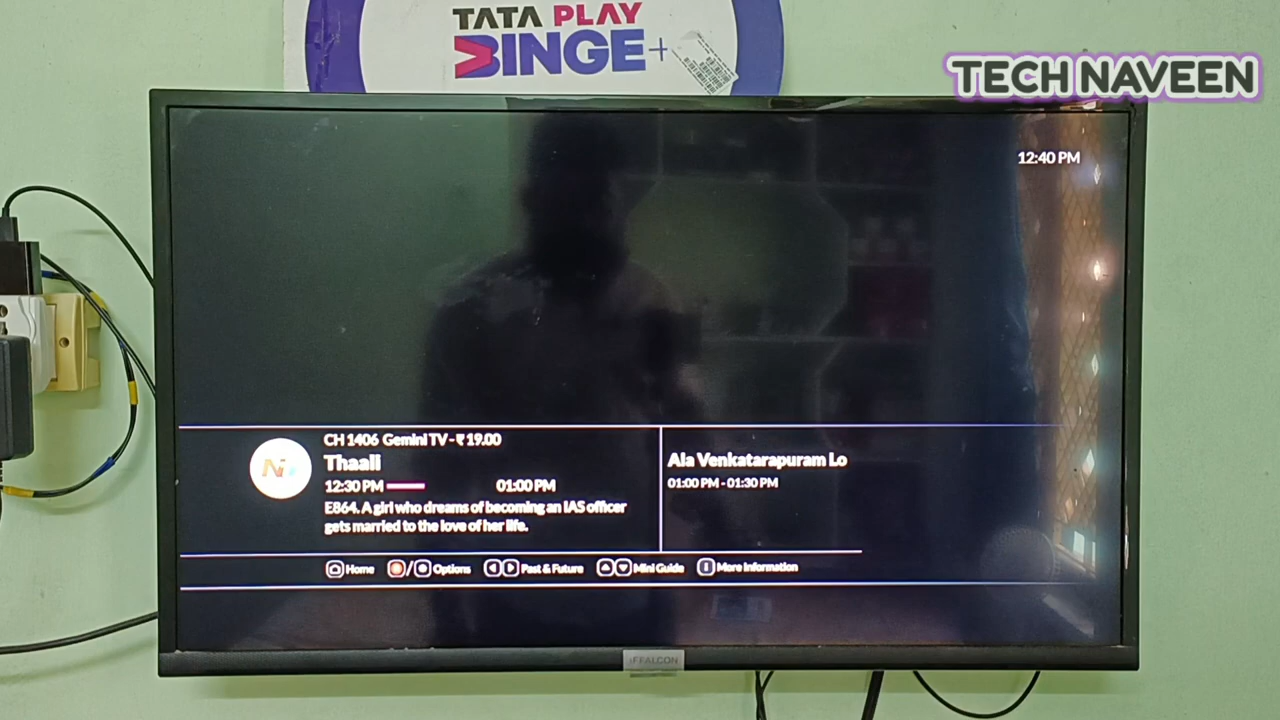 TATA PLAY
BINGE+
TECH NAVEEN
12:40 PM
CH 1406 Gemini TV - ₹ 19.00
Thaali
12:30 PM
01:00 PM
E864. A girl who dreams of becoming an IAS officer
gets married to the love of her life.
Ala Venkatarapuram Lo
01:00 PM - 01:30 PM
Home
Options
Past & Future
Mini Guide
More Information
iFFALCON